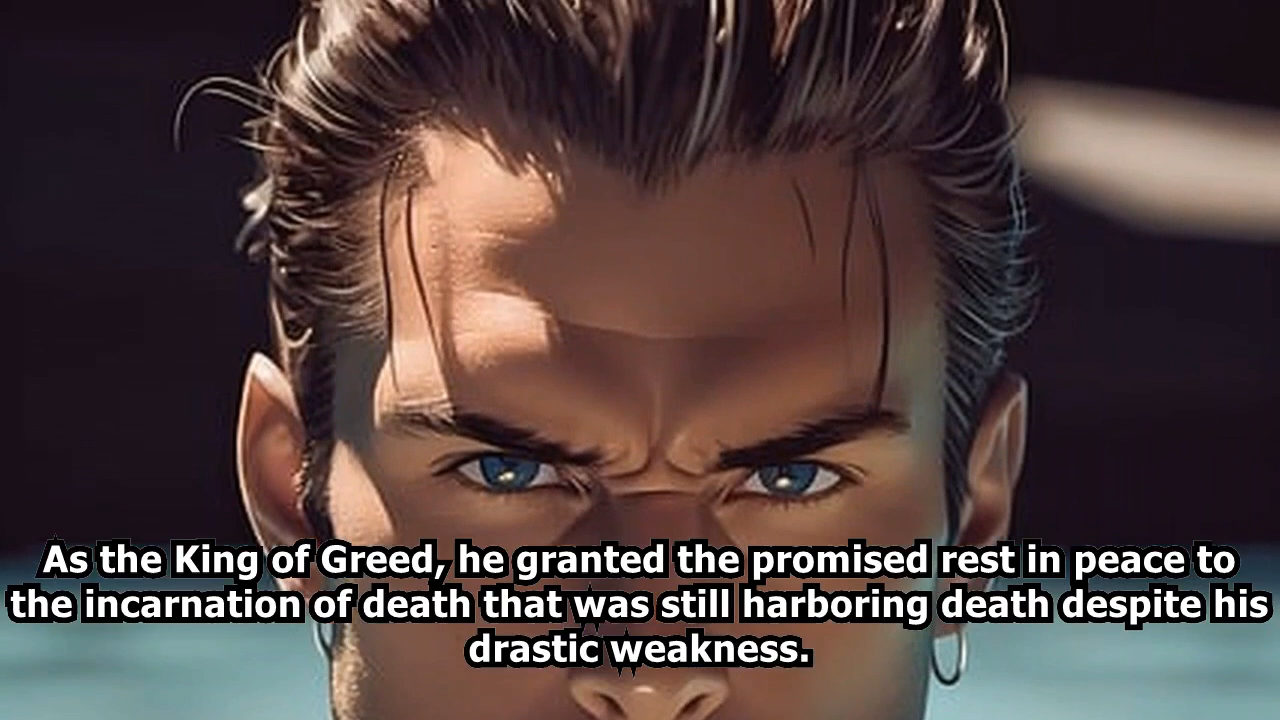 As the King of Greed, he granted the promised rest in peace to
the incarnation of death that was still harboring death despite his
drastic weakness.